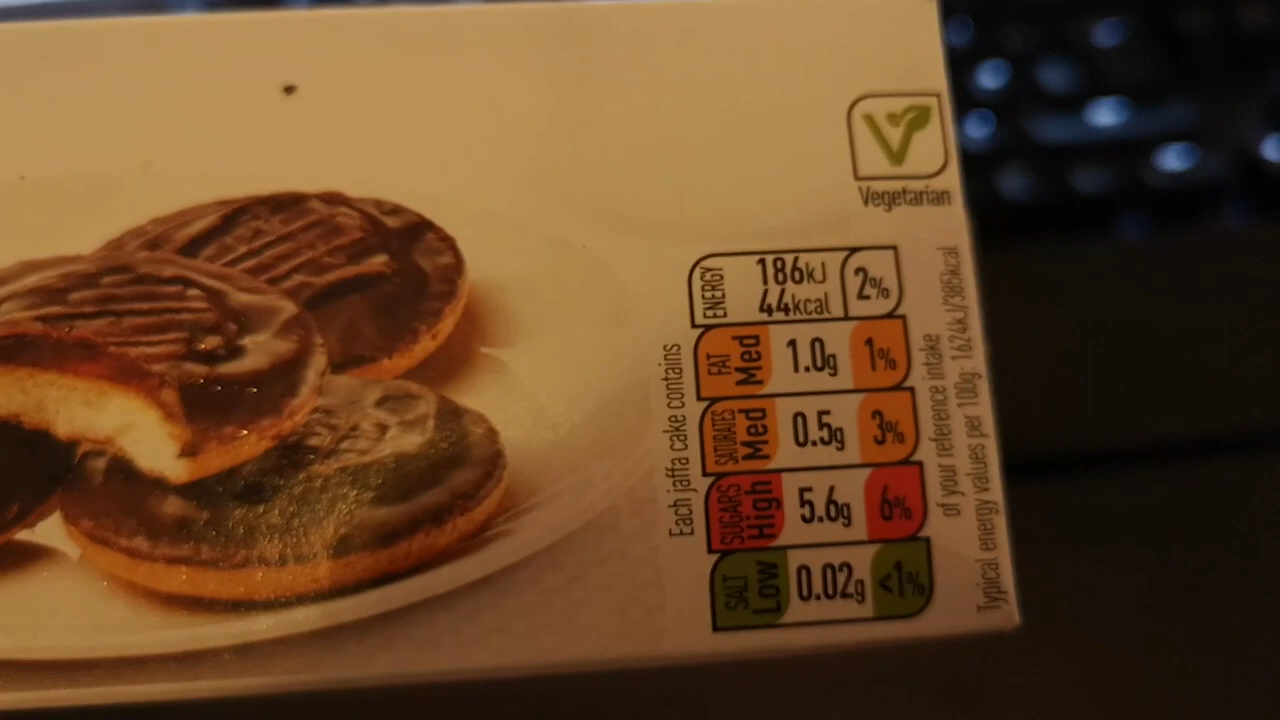 Vegetarian
Each jaffa cake contains
ENERGY 186kJ 44kcal 2%
FAT Med 1.0g 1%
SATURATES Med 0.5g 3%
SUGARS High 5.6g 6%
SALT Low 0.02g <1%
of your reference intake
Typical energy values per 100g: 1624kJ/385kcal